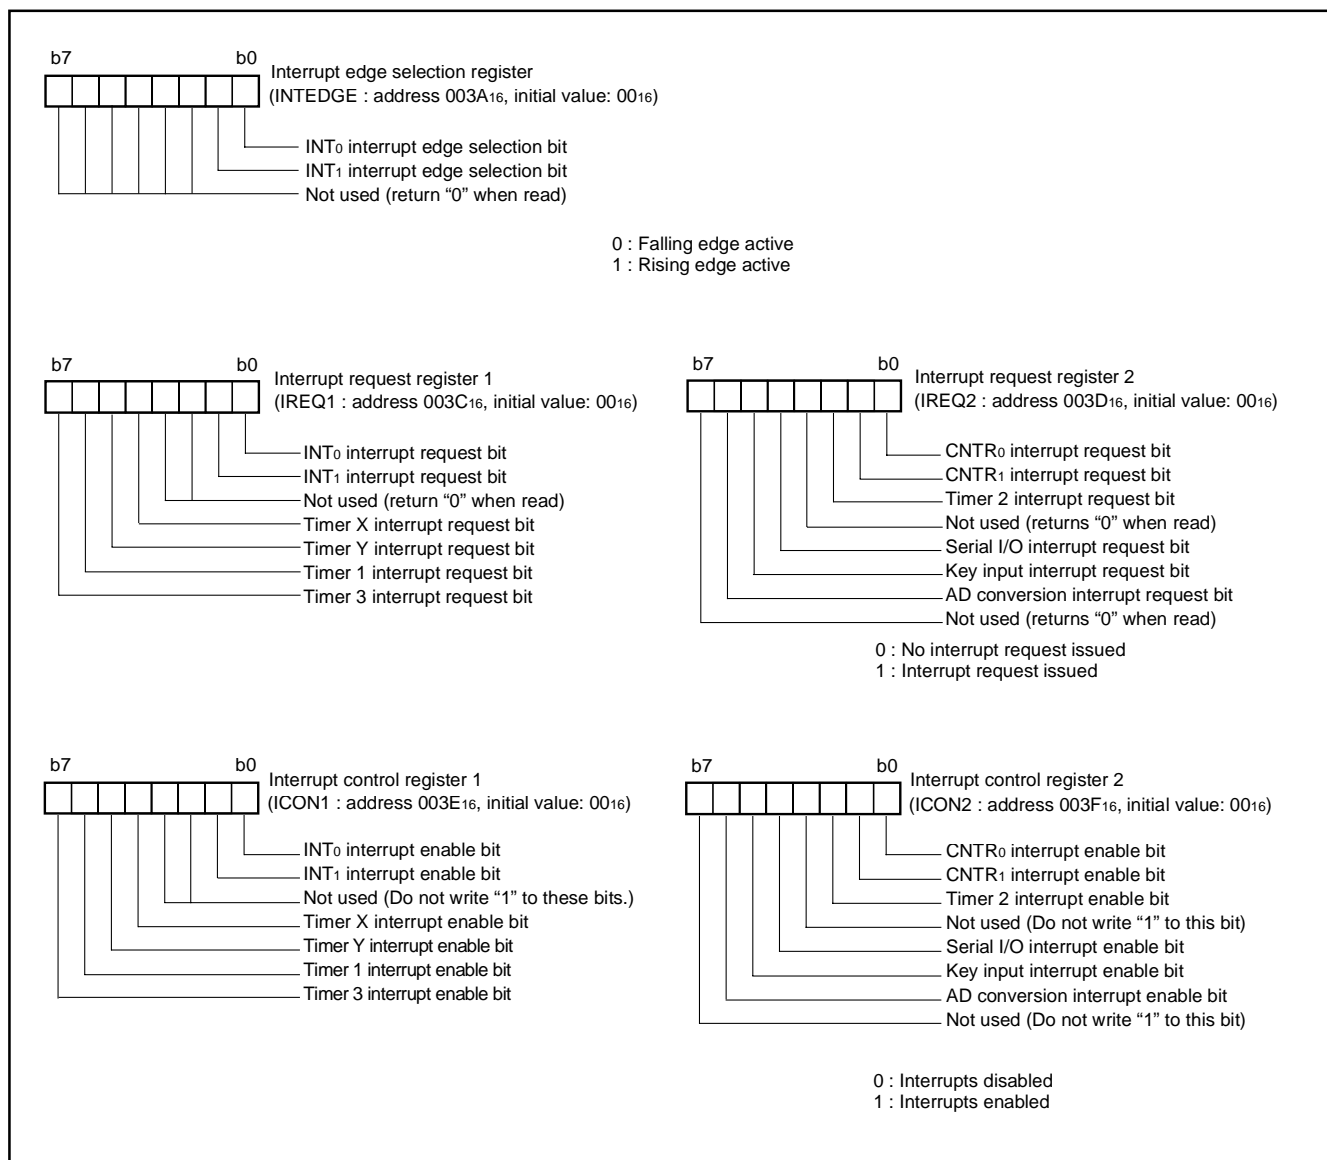 b7 b0
Interrupt edge selection register
(INTEDGE : address 003A16, initial value: 0016)
INT0 interrupt edge selection bit
INT1 interrupt edge selection bit
Not used (return “0” when read)
0 : Falling edge active
1 : Rising edge active
b7 b0
Interrupt request register 1
(IREQ1 : address 003C16, initial value: 0016)
INT0 interrupt request bit
INT1 interrupt request bit
Not used (return “0” when read)
Timer X interrupt request bit
Timer Y interrupt request bit
Timer 1 interrupt request bit
Timer 3 interrupt request bit
b7 b0
Interrupt request register 2
(IREQ2 : address 003D16, initial value: 0016)
CNTR0 interrupt request bit
CNTR1 interrupt request bit
Timer 2 interrupt request bit
Not used (returns “0” when read)
Serial I/O interrupt request bit
Key input interrupt request bit
AD conversion interrupt request bit
Not used (returns “0” when read)
0 : No interrupt request issued
1 : Interrupt request issued
b7 b0
Interrupt control register 1
(ICON1 : address 003E16, initial value: 0016)
INT0 interrupt enable bit
INT1 interrupt enable bit
Not used (Do not write “1” to these bits.)
Timer X interrupt enable bit
Timer Y interrupt enable bit
Timer 1 interrupt enable bit
Timer 3 interrupt enable bit
b7 b0
Interrupt control register 2
(ICON2 : address 003F16, initial value: 0016)
CNTR0 interrupt enable bit
CNTR1 interrupt enable bit
Timer 2 interrupt enable bit
Not used (Do not write “1” to this bit)
Serial I/O interrupt enable bit
Key input interrupt enable bit
AD conversion interrupt enable bit
Not used (Do not write “1” to this bit)
0 : Interrupts disabled
1 : Interrupts enabled